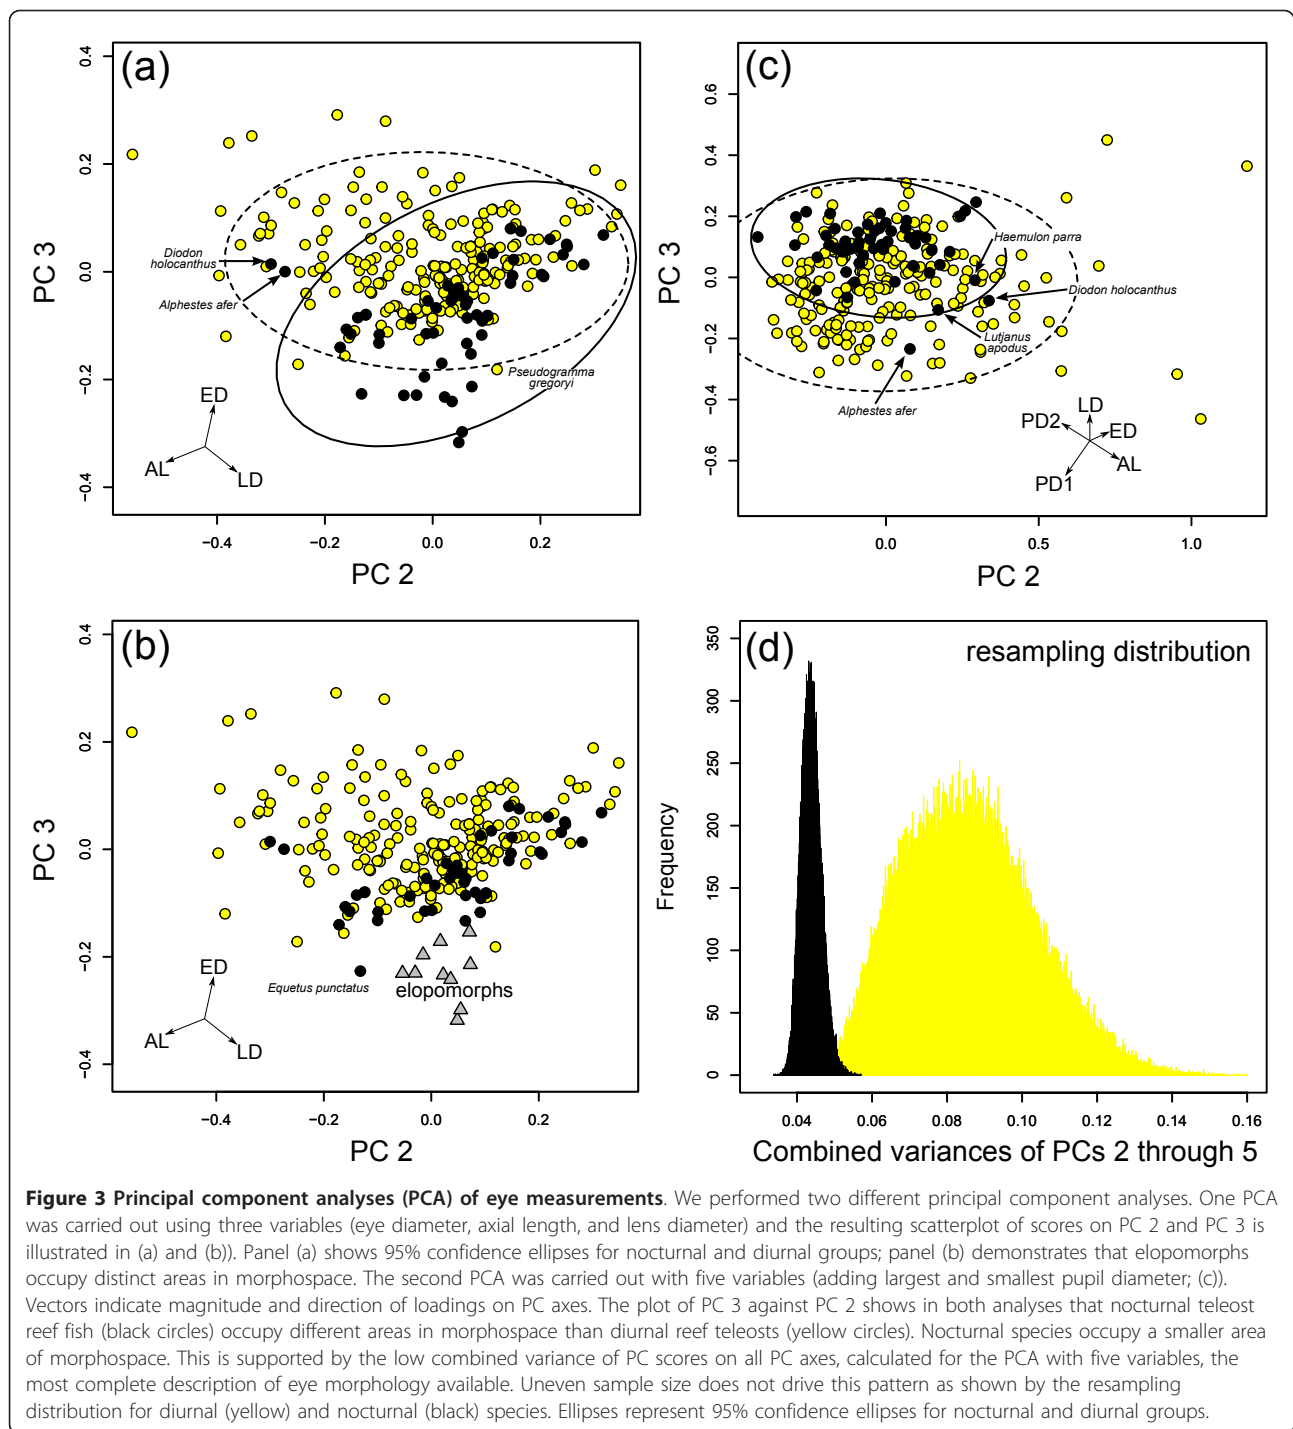 (a)
0.4
0.2
0.0
−0.2
−0.4
PC 3
Diodon
holocanthus
Alphestes afer
Pseudogramma
gregoryi
ED
AL
LD
−0.4
−0.2
0.0
0.2
PC 2
(c)
0.6
0.4
0.2
0.0
−0.2
−0.4
−0.6
PC 3
Haemulon parra
Diodon holocanthus
Lutjanus
apodus
Alphestes afer
LD
PD2
ED
AL
PD1
0.0
0.5
1.0
PC 2
(b)
0.4
0.2
0.0
−0.2
−0.4
PC 3
Equetus punctatus
elopomorphs
ED
AL
LD
−0.4
−0.2
0.0
0.2
PC 2
(d)
resampling distribution
350
300
250
200
150
100
50
0
Frequency
0.04
0.06
0.08
0.10
0.12
0.14
0.16
Combined variances of PCs 2 through 5
Figure 3 Principal component analyses (PCA) of eye measurements. We performed two different principal component analyses. One PCA
was carried out using three variables (eye diameter, axial length, and lens diameter) and the resulting scatterplot of scores on PC 2 and PC 3 is
illustrated in (a) and (b)). Panel (a) shows 95% confidence ellipses for nocturnal and diurnal groups; panel (b) demonstrates that elopomorphs
occupy distinct areas in morphospace. The second PCA was carried out with five variables (adding largest and smallest pupil diameter; (c)).
Vectors indicate magnitude and direction of loadings on PC axes. The plot of PC 3 against PC 2 shows in both analyses that nocturnal teleost
reef fish (black circles) occupy different areas in morphospace than diurnal reef teleosts (yellow circles). Nocturnal species occupy a smaller area
of morphospace. This is supported by the low combined variance of PC scores on all PC axes, calculated for the PCA with five variables, the
most complete description of eye morphology available. Uneven sample size does not drive this pattern as shown by the resampling
distribution for diurnal (yellow) and nocturnal (black) species. Ellipses represent 95% confidence ellipses for nocturnal and diurnal groups.